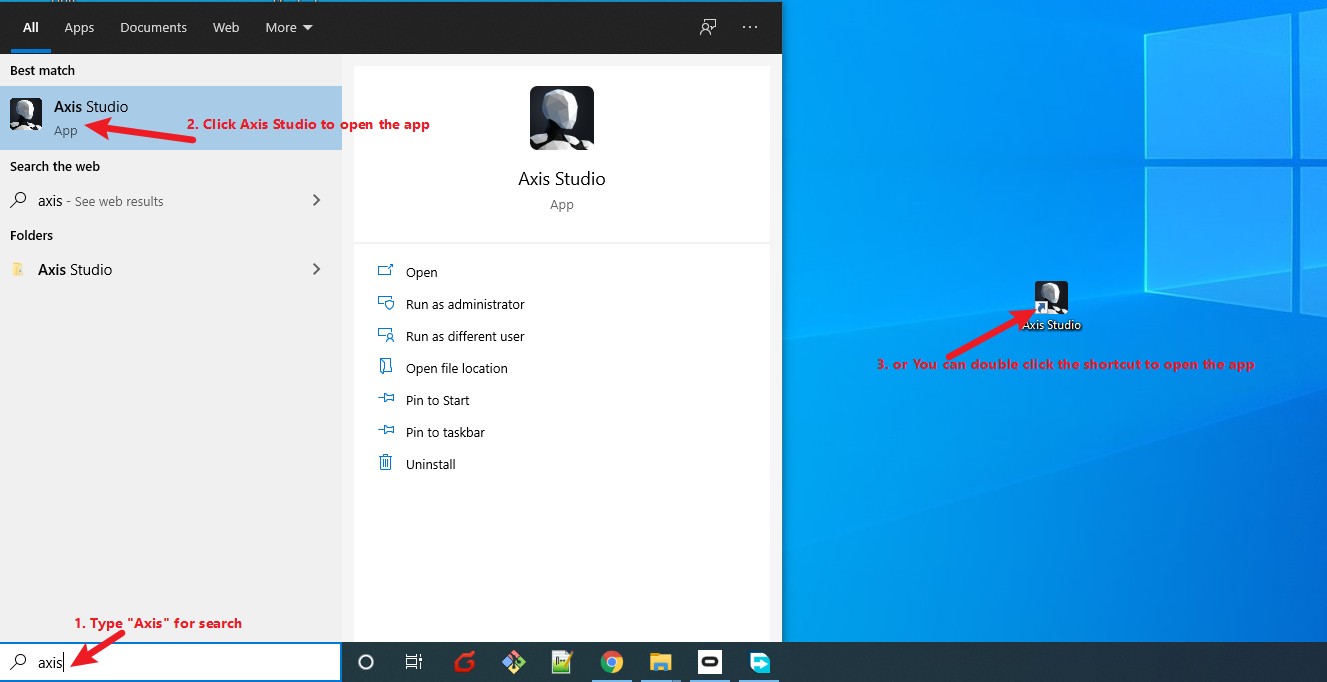 All Apps Documents Web More
Best match
Axis Studio
App
2. Click Axis Studio to open the app
Search the web
axis - See web results
Folders
Axis Studio
Axis Studio
App
Open
Run as administrator
Run as different user
Open file location
Pin to Start
Pin to taskbar
Uninstall
Axis Studio
3. or You can double click the shortcut to open the app
1. Type "Axis" for search
axis